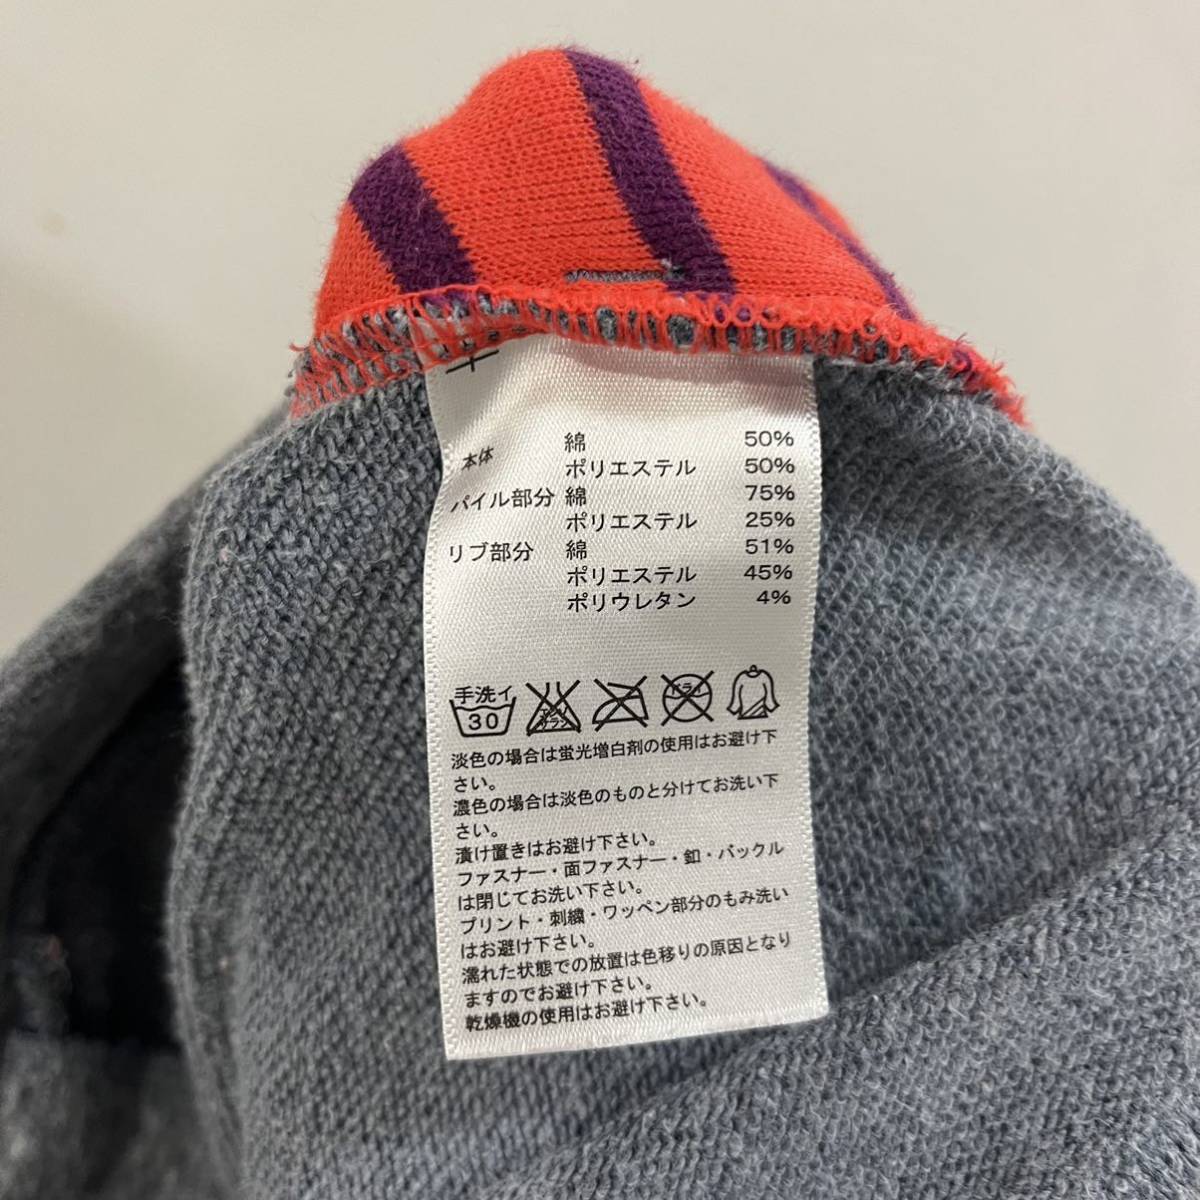 本体 綿 50%
ポリエステル 50%
パイル部分 綿 75%
ポリエステル 25%
リブ部分 綿 51%
ポリエステル 45%
ポリウレタン 4%
手洗イ
30
エンソ
サラシ
ドライ
淡色の場合は蛍光増白剤の使用はお避け下
さい。
濃色の場合は淡色のものと分けてお洗い下
さい。
漬け置きはお避け下さい。
ファスナー・面ファスナー・釦・バックル
は閉じてお洗い下さい。
プリント・刺繍・ワッペン部分のもみ洗い
はお避け下さい。
濡れた状態での放置は色移りの原因となり
ますのでお避け下さい。
乾燥機の使用はお避け下さい。